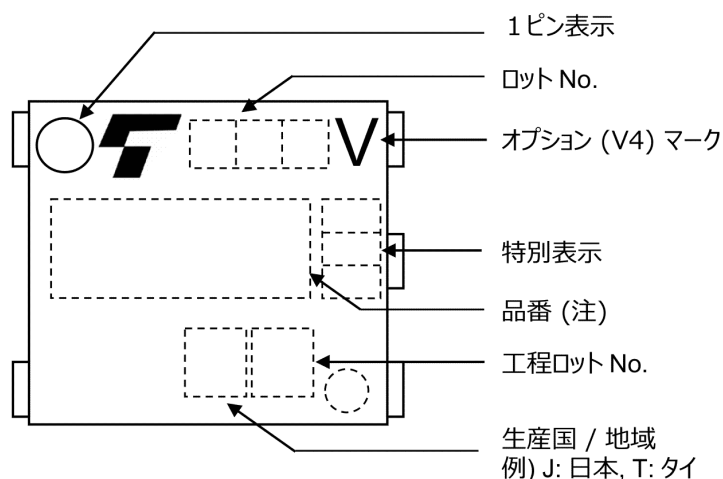 1ピン表示
ロット No.
V
オプション (V4) マーク
特別表示
品番 (注)
工程ロット No.
生産国 / 地域
例) J: 日本, T: タイ